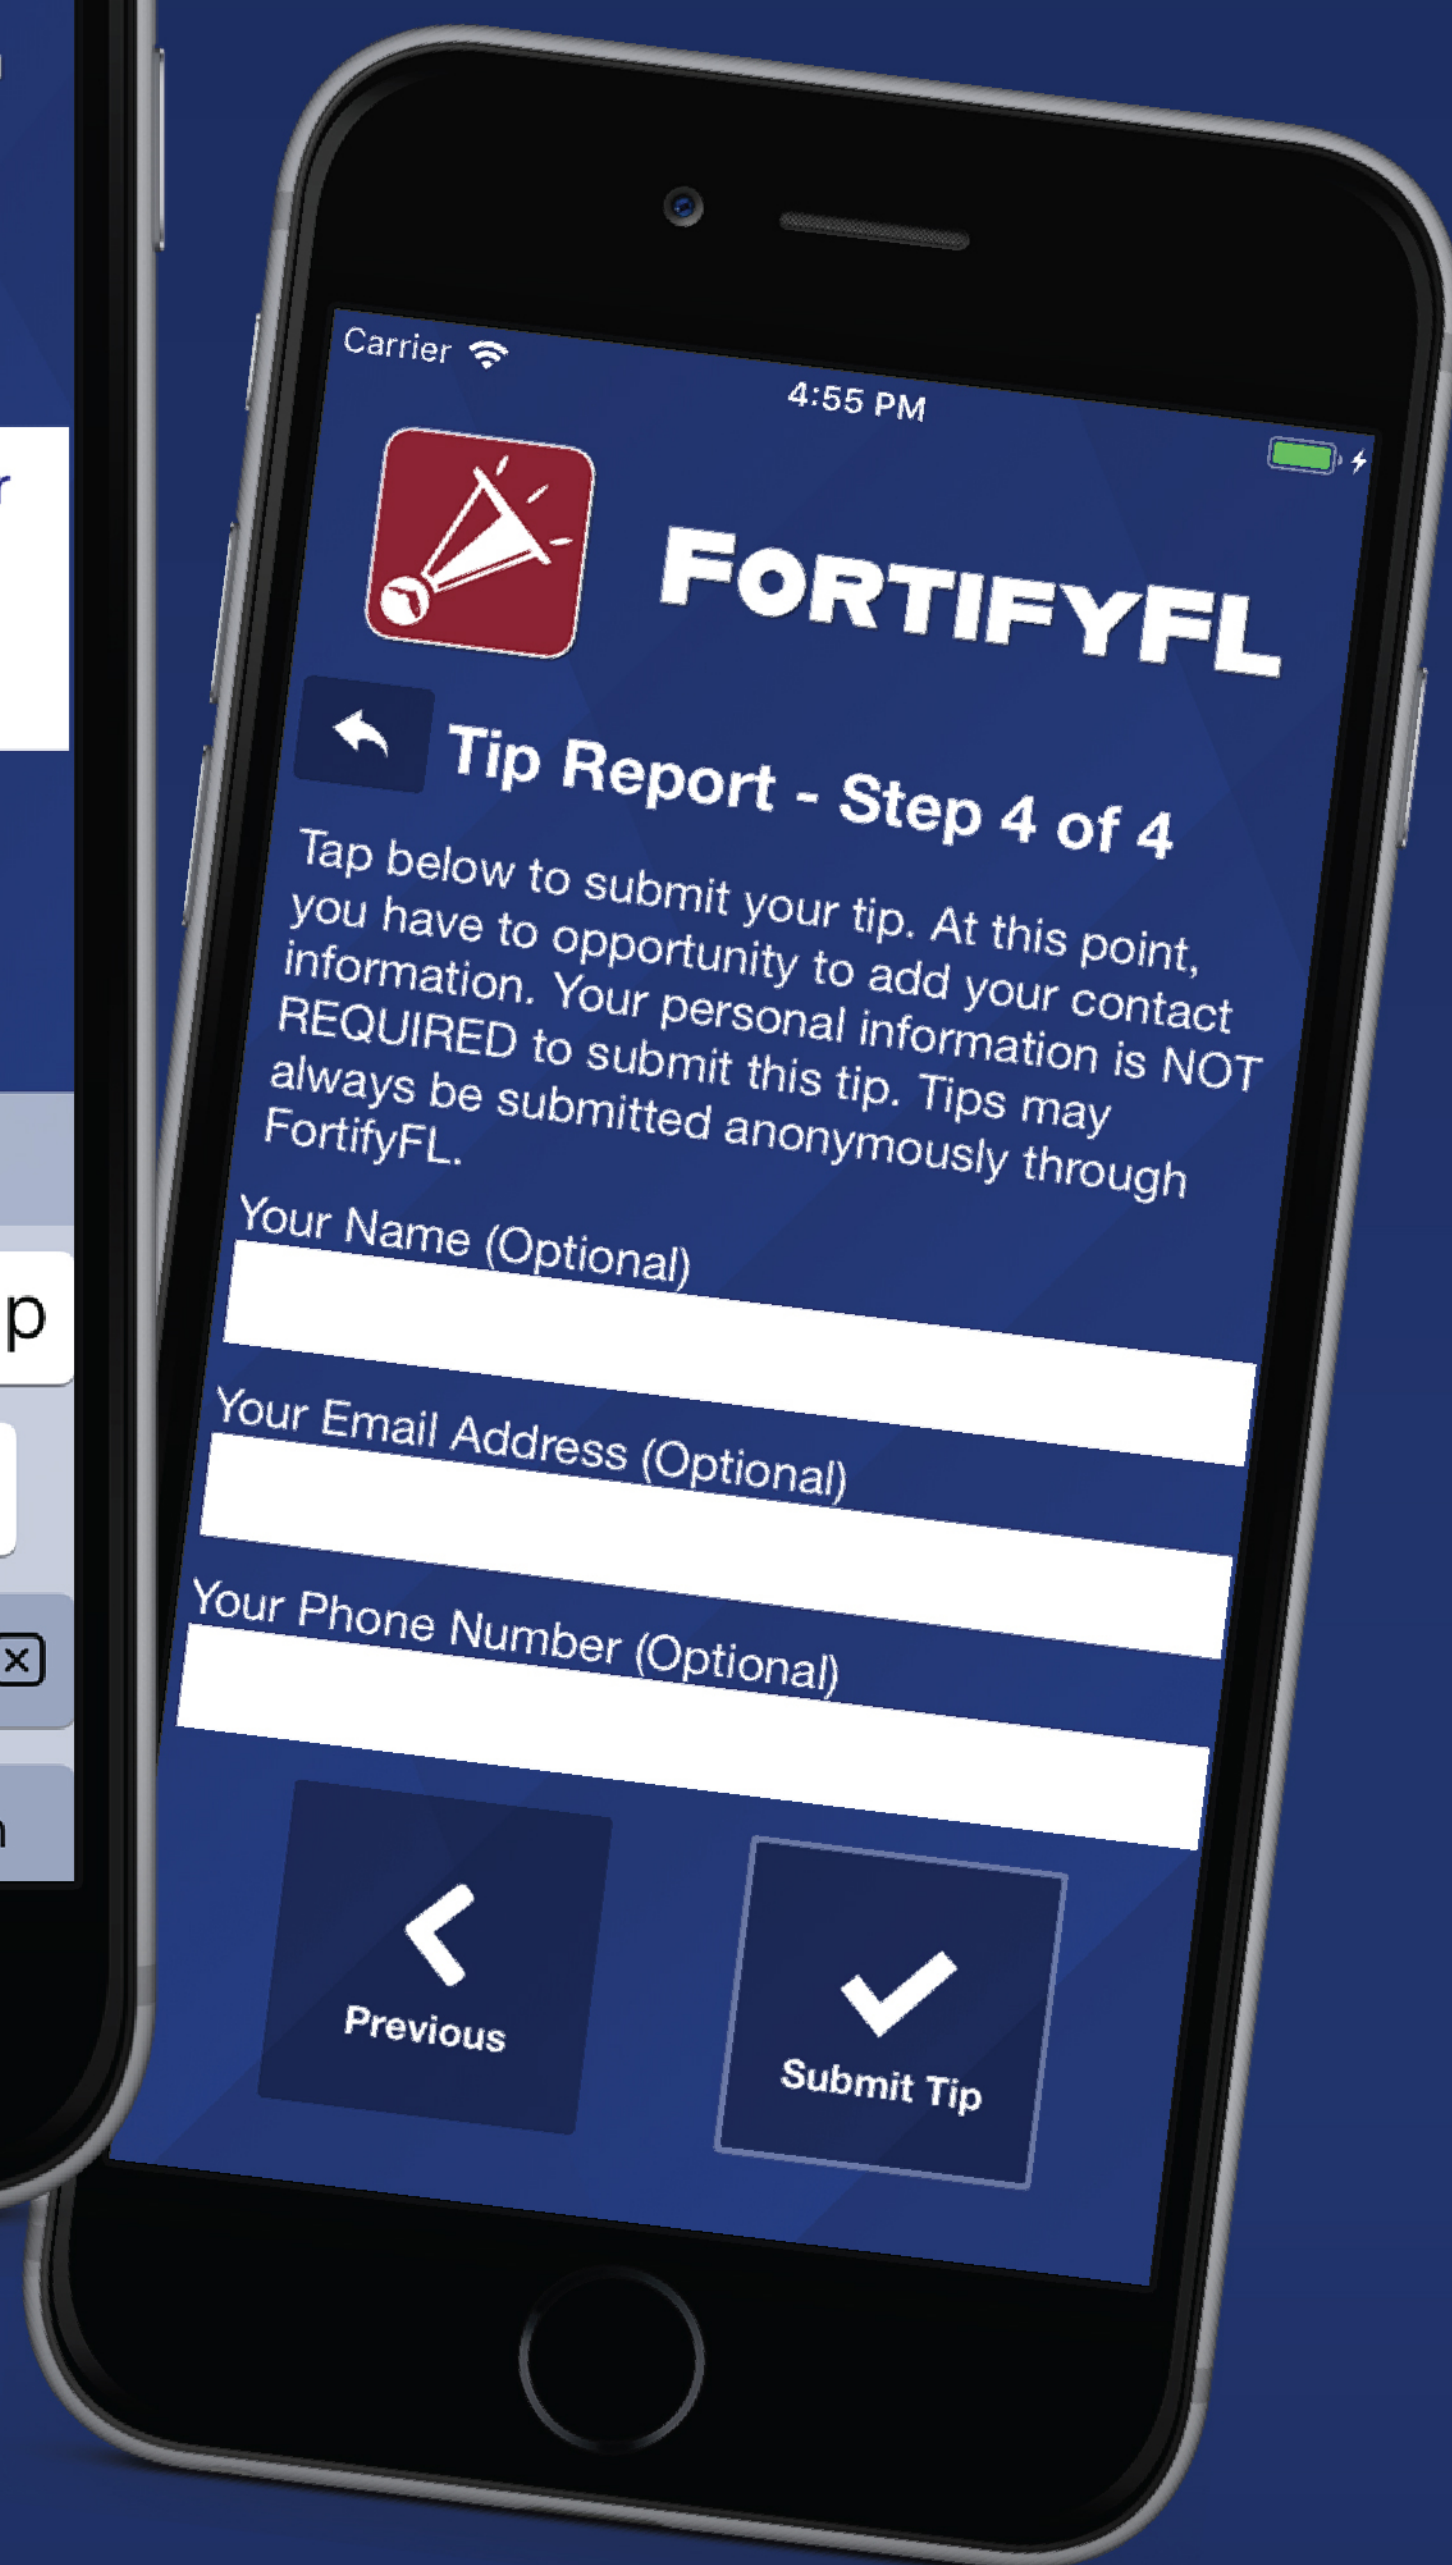 Carrier
4:55 PM
FORTIFYFL
Tip Report - Step 4 of 4
Tap below to submit your tip. At this point,
you have to opportunity to add your contact
information. Your personal information is NOT
REQUIRED to submit this tip. Tips may
always be submitted anonymously through
FortifyFL.
Your Name (Optional)
Your Email Address (Optional)
Your Phone Number (Optional)
Previous
Submit Tip
p